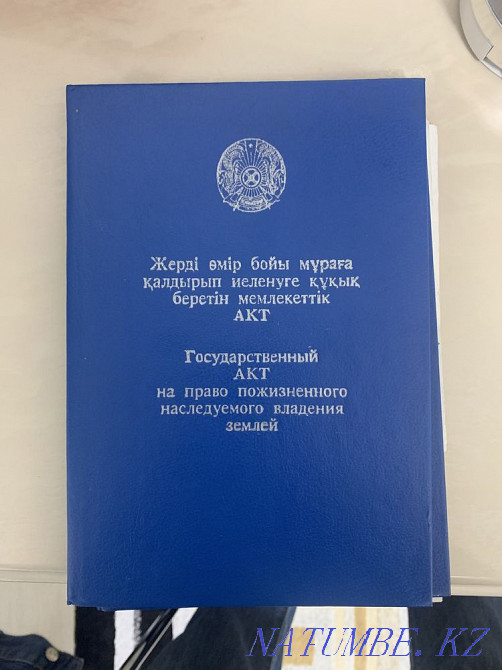 Жерді өмір бойы мұраға
қалдырып иеленуге құқық
беретін мемлекеттік
АКТ
Государственный
АКТ
на право пожизненного
наследуемого владения
землей
NATUMBE. KZ